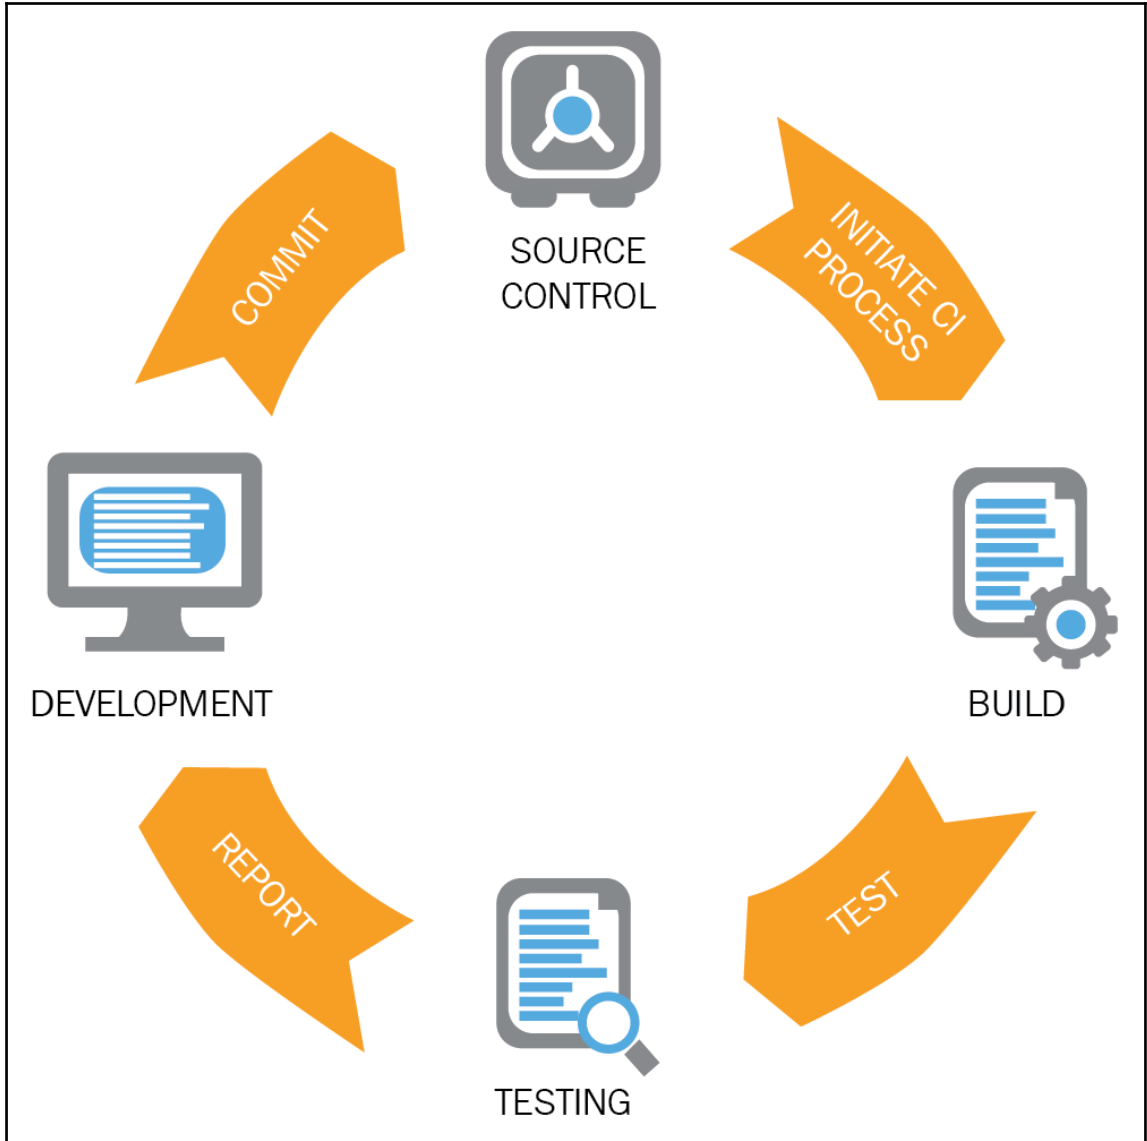 SOURCE
CONTROL
COMMIT
INITIATE CI
PROCESS
DEVELOPMENT
BUILD
REPORT
TEST
TESTING